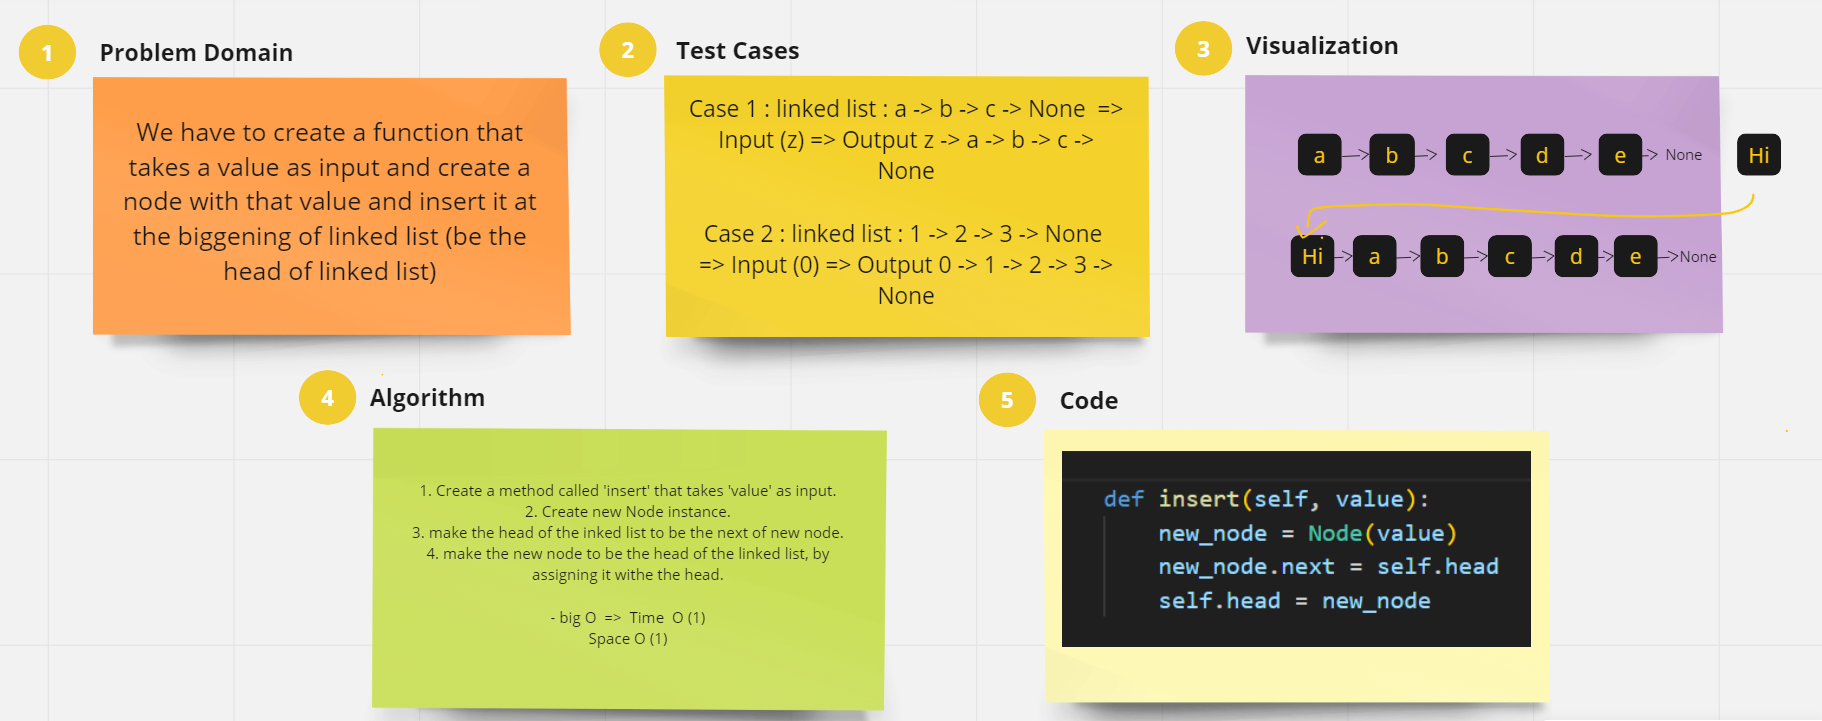 1
Problem Domain
We have to create a function that
takes a value as input and create a
node with that value and insert it at
the biggening of linked list (be the
head of linked list)
2
Test Cases
Case 1 : linked list : a -> b -> c -> None =>
Input (z) => Output z -> a -> b -> c ->
None
Case 2 : linked list : 1 -> 2 -> 3 -> None
=> Input (0) => Output 0 -> 1 -> 2 -> 3 ->
None
3
Visualization
a b c d e None Hi
Hi a b c d e None
4
Algorithm
1. Create a method called 'insert' that takes 'value' as input.
2. Create new Node instance.
3. make the head of the inked list to be the next of new node.
4. make the new node to be the head of the linked list, by
assigning it withe the head.
- big O => Time O (1)
Space O (1)
5
Code
def insert(self, value):
new_node = Node(value)
new_node.next = self.head
self.head = new_node